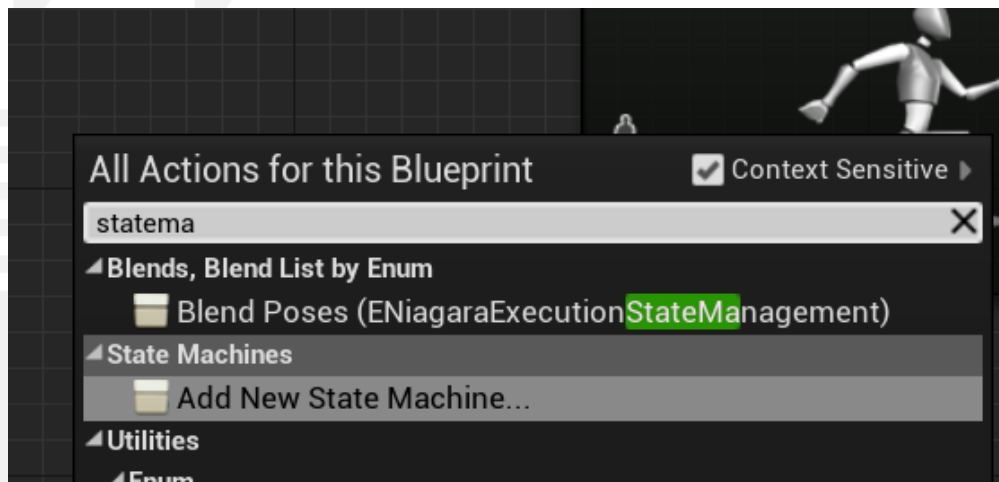 All Actions for this Blueprint Context Sensitive
statema
Blends, Blend List by Enum
Blend Poses (ENiagaraExecutionStateManagement)
State Machines
Add New State Machine...
Utilities
Enum